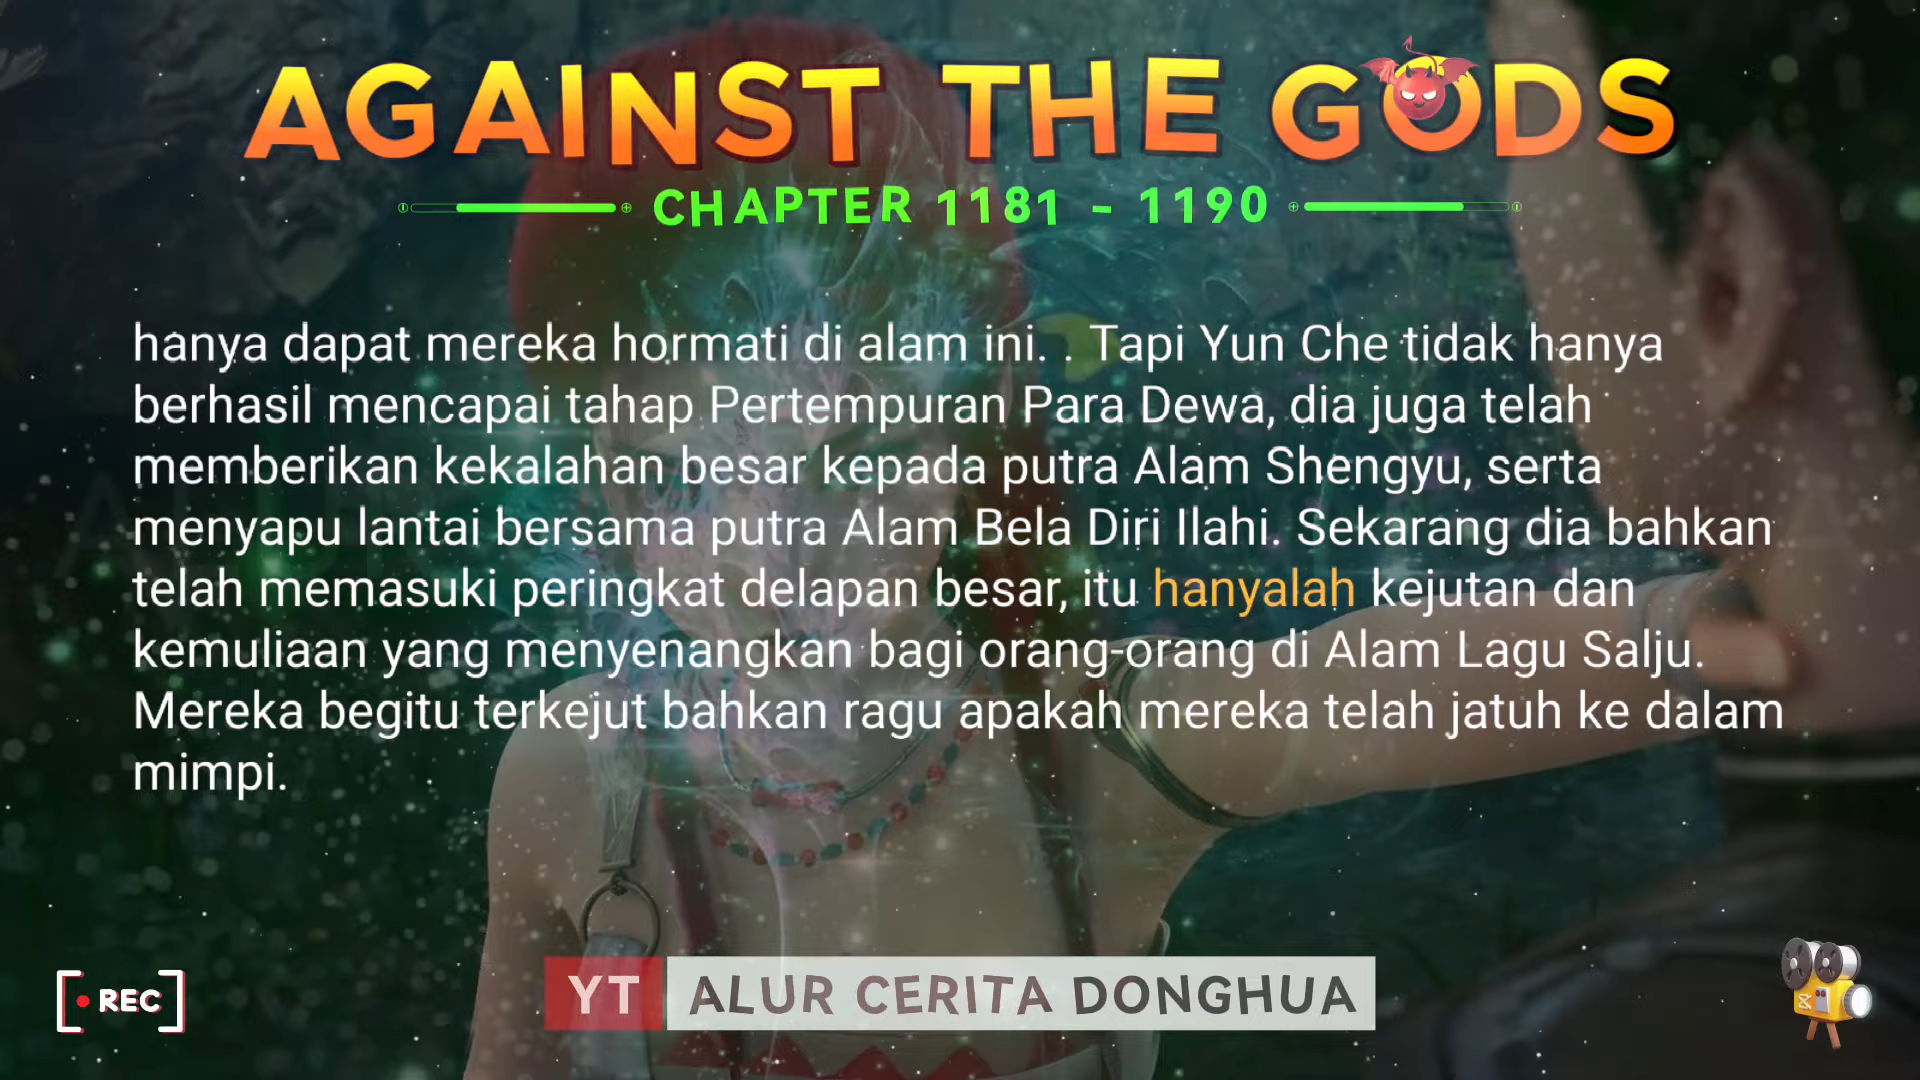 AGAINST THE GODS
CHAPTER 1181 - 1190
hanya dapat mereka hormati di alam ini. . Tapi Yun Che tidak hanya
berhasil mencapai tahap Pertempuran Para Dewa, dia juga telah
memberikan kekalahan besar kepada putra Alam Shengyu, serta
menyapu lantai bersama putra Alam Bela Diri Ilahi. Sekarang dia bahkan
telah memasuki peringkat delapan besar, itu hanyalah kejutan dan
kemuliaan yang menyenangkan bagi orang-orang di Alam Lagu Salju.
Mereka begitu terkejut bahkan ragu apakah mereka telah jatuh ke dalam
mimpi.
REC
YT ALUR CERITA DONGHUA